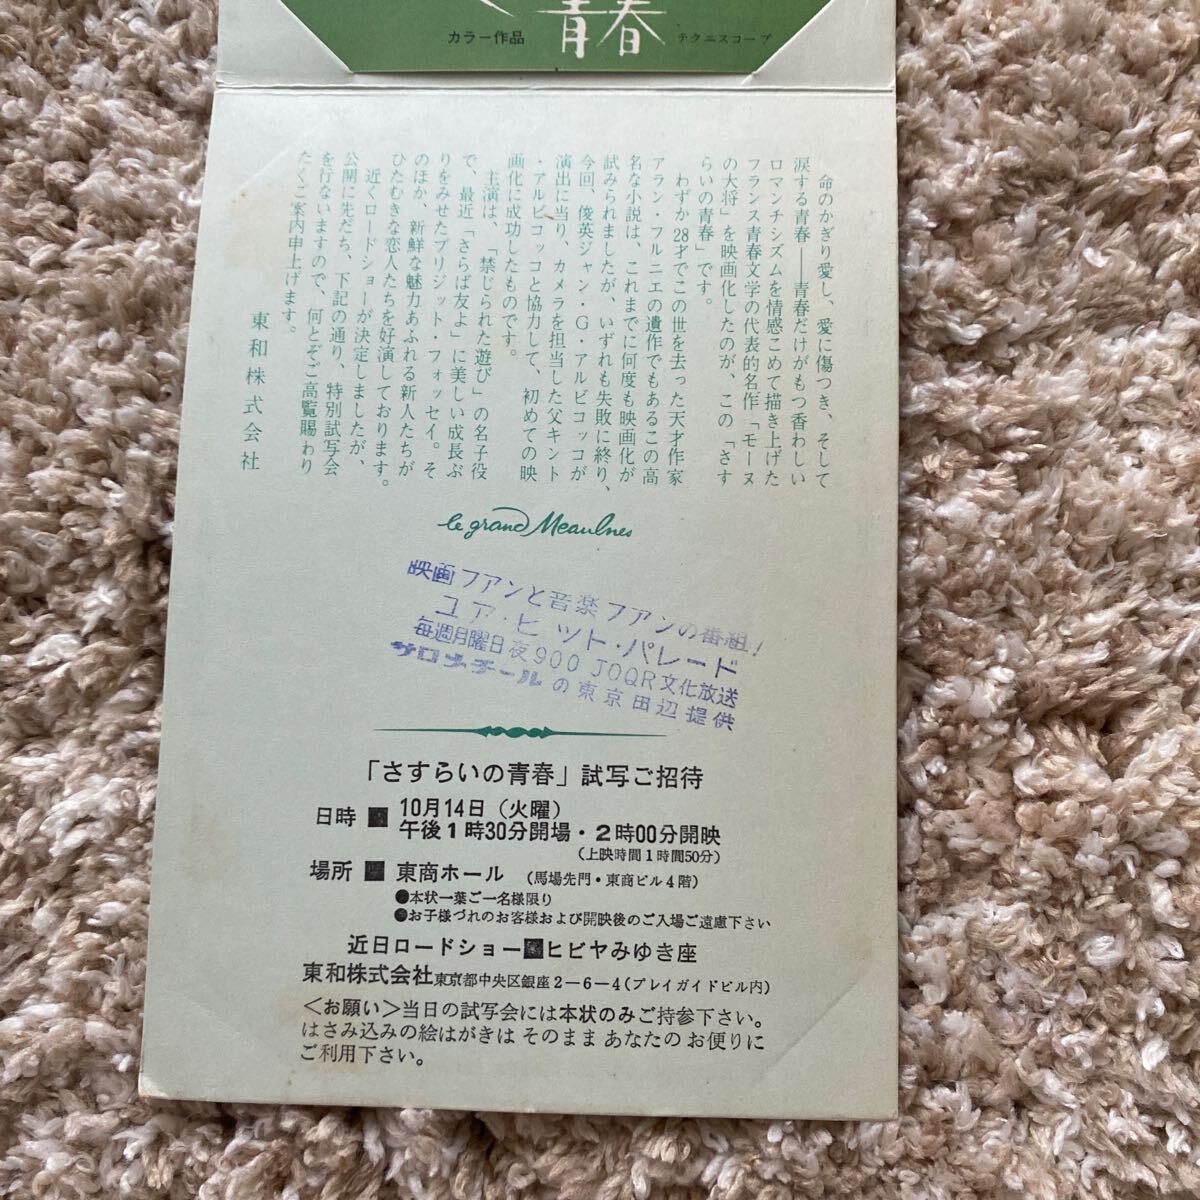 青春
カラー作品
テクニスコープ
命のかぎり愛し、愛に傷つき、そして
涙する青春——青春だけがもつ香わしい
ロマンチシズムを情感こめて描き上げた
フランス青春文学の代表的名作「モーヌ
の大将」を映画化したのが、この「さす
らいの青春」です。
わずか28才でこの世を去った天才作家
アラン・フルニエの遺作でもあるこの高
名な小説は、これまでに何度も映画化が
試みられましたが、いずれも失敗に終り、
今回、俊英ジャン・G・アルビコッコが
演出に当り、カメラを担当した父キント
・アルビコッコと協力して、初めての映
画化に成功したものです。
主演は、「禁じられた遊び」の名子役
で、最近「さらば友よ」に美しい成長ぶ
りをみせたブリジット・フォッセイ。そ
のほか、新鮮な魅力あふれる新人たちが
ひたむきな恋人たちを好演しております。
近くロードショーが決定しましたが、
公開に先だち、下記の通り、特別試写会
を行ないますので、何とぞご高覧賜わり
たくご案内申上げます。
東和株式会社
le grand Meaulnes
映画ファンと音楽ファンの番組！
ユア・ヒット・パレード
毎週月曜日夜900 JOQR文化放送
サロメチールの東京田辺提供
「さすらいの青春」試写ご招待
日時■10月14日（火曜）
午後1時30分開場・2時00分開映
（上映時間1時間50分）
場所■東商ホール（馬場先門・東商ビル4階）
●本状一葉ご一名様限り
●お子様づれのお客様および開映後のご入場ご遠慮下さい
近日ロードショー■ヒビヤみゆき座
東和株式会社東京都中央区銀座2－6－4(プレイガイドビル内)
＜お願い＞当日の試写会には本状のみご持参下さい。
はさみ込みの絵はがきは そのまま あなたの お便りに
ご利用下さい。